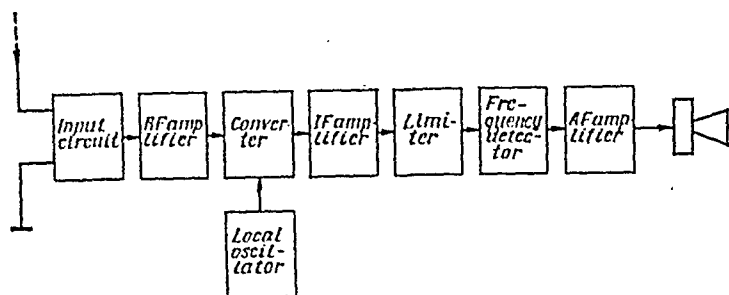 Input
circuit
RF amp
lifier
Conver-
ter
IF amp
lifier
Limi-
ter
Fre-
quency
detec-
tor
AF amp
lifier
Local
oscil-
lator